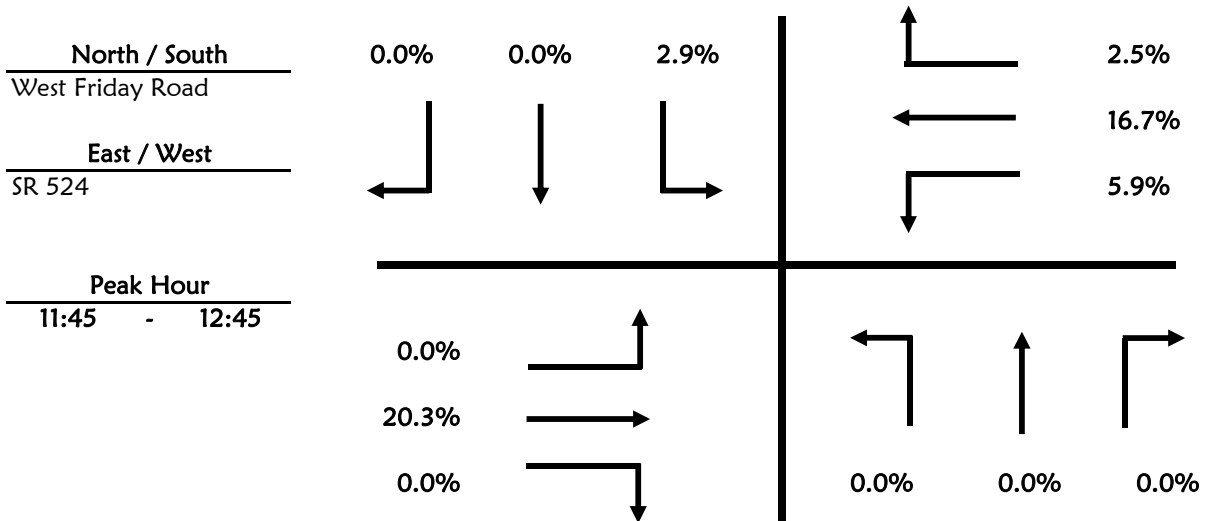 North / South
West Friday Road
East / West
SR 524
Peak Hour
11:45 - 12:45
0.0% 0.0% 2.9%
2.5%
16.7%
5.9%
0.0%
20.3%
0.0%
0.0% 0.0% 0.0%